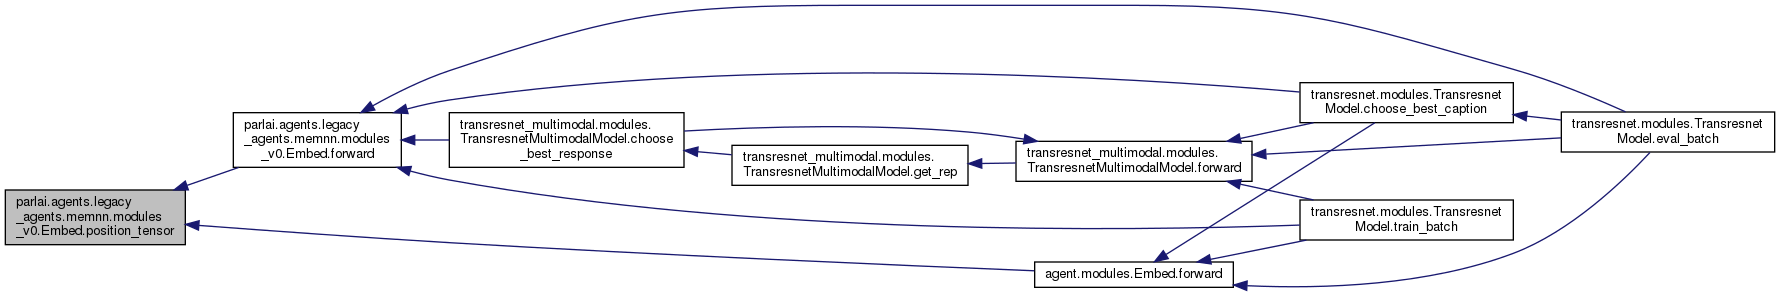 parlai.agents.legacy
_agents.memnn.modules
_v0.Embed.position_tensor
parlai.agents.legacy
_agents.memnn.modules
_v0.Embed.forward
transresnet_multimodal.modules.
TransresnetMultimodalModel.choose
_best_response
transresnet_multimodal.modules.
TransresnetMultimodalModel.get_rep
transresnet_multimodal.modules.
TransresnetMultimodalModel.forward
agent.modules.Embed.forward
transresnet.modules.Transresnet
Model.choose_best_caption
transresnet.modules.Transresnet
Model.train_batch
transresnet.modules.Transresnet
Model.eval_batch